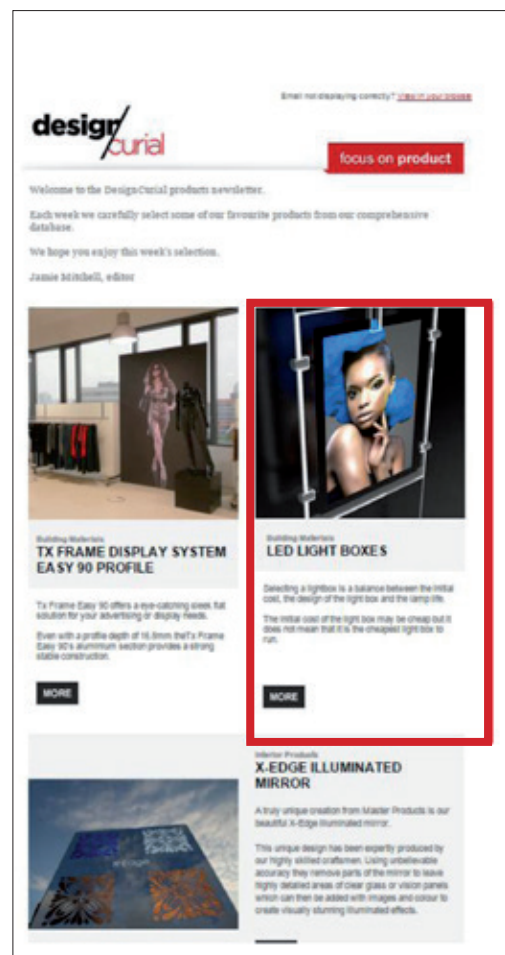 Email not displaying correctly? View in your browser
design
curial
focus on product
Welcome to the DesignCurial products newsletter.
Each week we carefully select some of our favourite products from our comprehensive
database.
We hope you enjoy this week's selection.
Jamie Mitchell, editor
Building Materials
TX FRAME DISPLAY SYSTEM
EASY 90 PROFILE
Tx Frame Easy 90 offers a eye-catching sleek flat
solution for your advertising or display needs.
Even with a profile depth of 16.6mm theTx Frame
Easy 90's aluminimum section provides a strong
stable construction.
MORE
Building Materials
LED LIGHT BOXES
Selecting a lightbox is a balance between the initial
cost, the design of the light box and the lamp life.
The initial cost of the light box may be cheap but it
does not mean that it is the cheapest light box to
run.
MORE
Interior Products
X-EDGE ILLUMINATED
MIRROR
A truly unique creation from Master Products is our
beautiful X-Edge Illuminated mirror.
This unique design has been expertly produced by
our highly skilled craftsmen. Using unbelievable
accuracy they remove parts of the mirror to leave
highly detailed areas of clear glass or vision panels
which can then be added with images and colour to
create visually stunning illuminated effects.